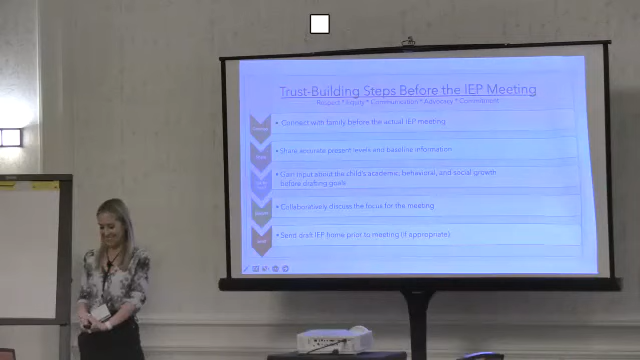 Trust-Building Steps Before the IEP Meeting
Respect * Equity * Communication * Advocacy * Commitment
• Connect with family before the actual IEP meeting
• Share accurate present levels and baseline information
• Gain input about the child's academic, behavioral, and social growth
before drafting goals
• Collaboratively discuss the focus for the meeting
• Send draft IEP home prior to meeting (if appropriate)